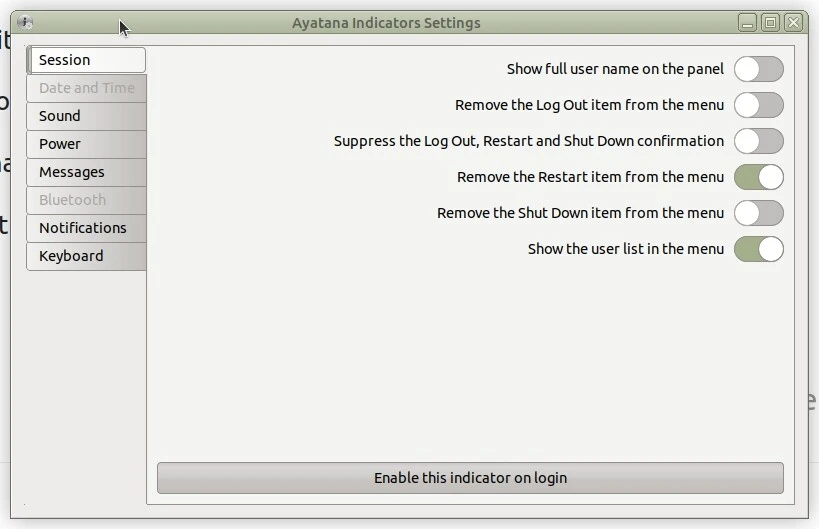 Ayatana Indicators Settings
Session
Date and Time
Sound
Power
Messages
Bluetooth
Notifications
Keyboard
Show full user name on the panel
Remove the Log Out item from the menu
Suppress the Log Out, Restart and Shut Down confirmation
Remove the Restart item from the menu
Remove the Shut Down item from the menu
Show the user list in the menu
Enable this indicator on login